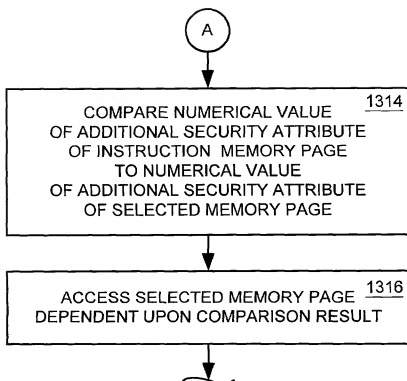 A
1314
COMPARE NUMERICAL VALUE
OF ADDITIONAL SECURITY ATTRIBUTE
OF INSTRUCTION MEMORY PAGE
TO NUMERICAL VALUE
OF ADDITIONAL SECURITY ATTRIBUTE
OF SELECTED MEMORY PAGE
1316
ACCESS SELECTED MEMORY PAGE
DEPENDENT UPON COMPARISON RESULT